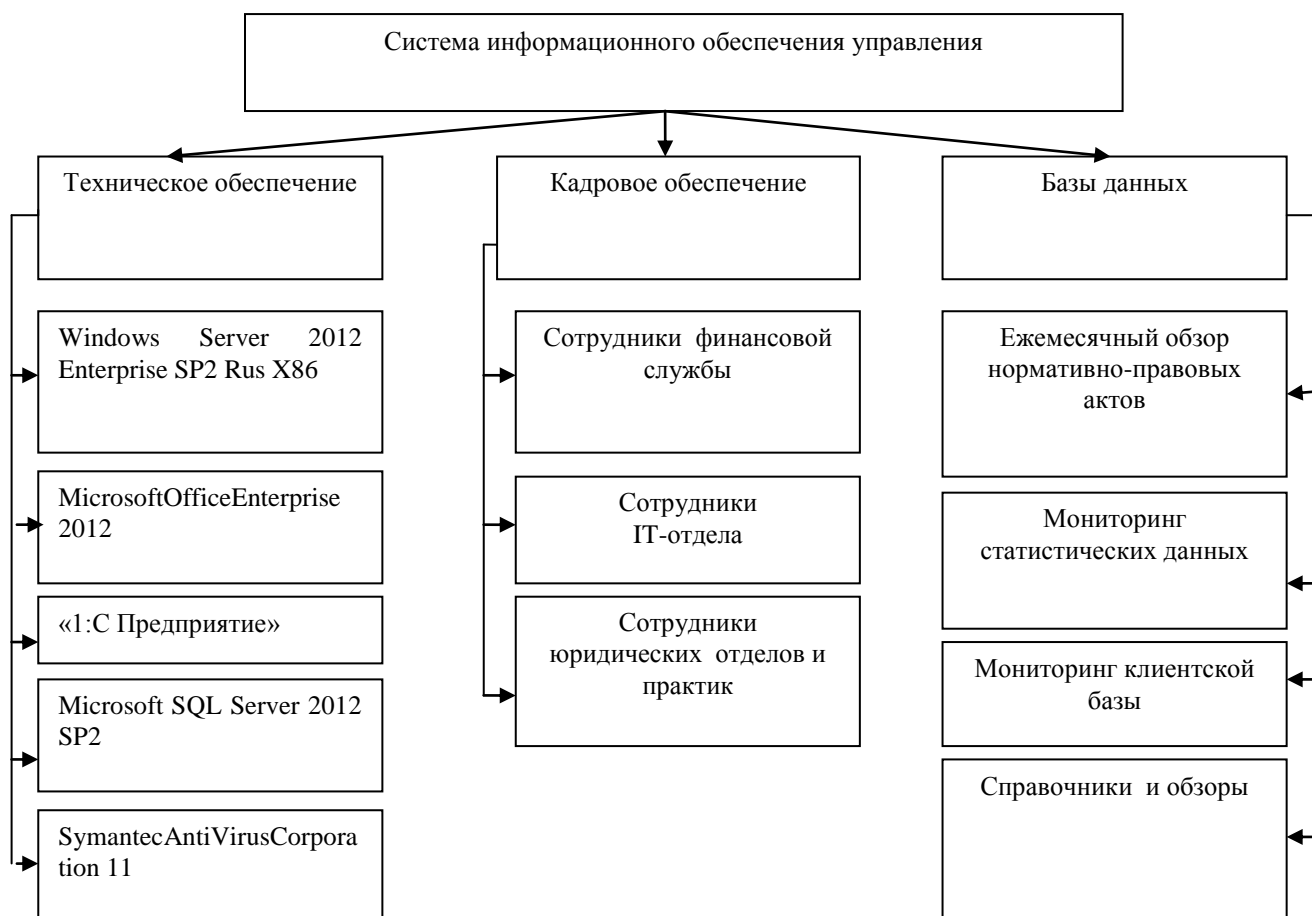 Система информационного обеспечения управления
Техническое обеспечение
Кадровое обеспечение
Базы данных
Windows Server 2012
Enterprise SP2 Rus X86
MicrosoftOfficeEnterprise
2012
«1:С Предприятие»
Microsoft SQL Server 2012
SP2
SymantecAntiVirusCorpora
tion 11
Сотрудники финансовой
службы
Сотрудники
IT-отдела
Сотрудники
юридических отделов и
практик
Ежемесячный обзор
нормативно-правовых
актов
Мониторинг
статистических данных
Мониторинг клиентской
базы
Справочники и обзоры